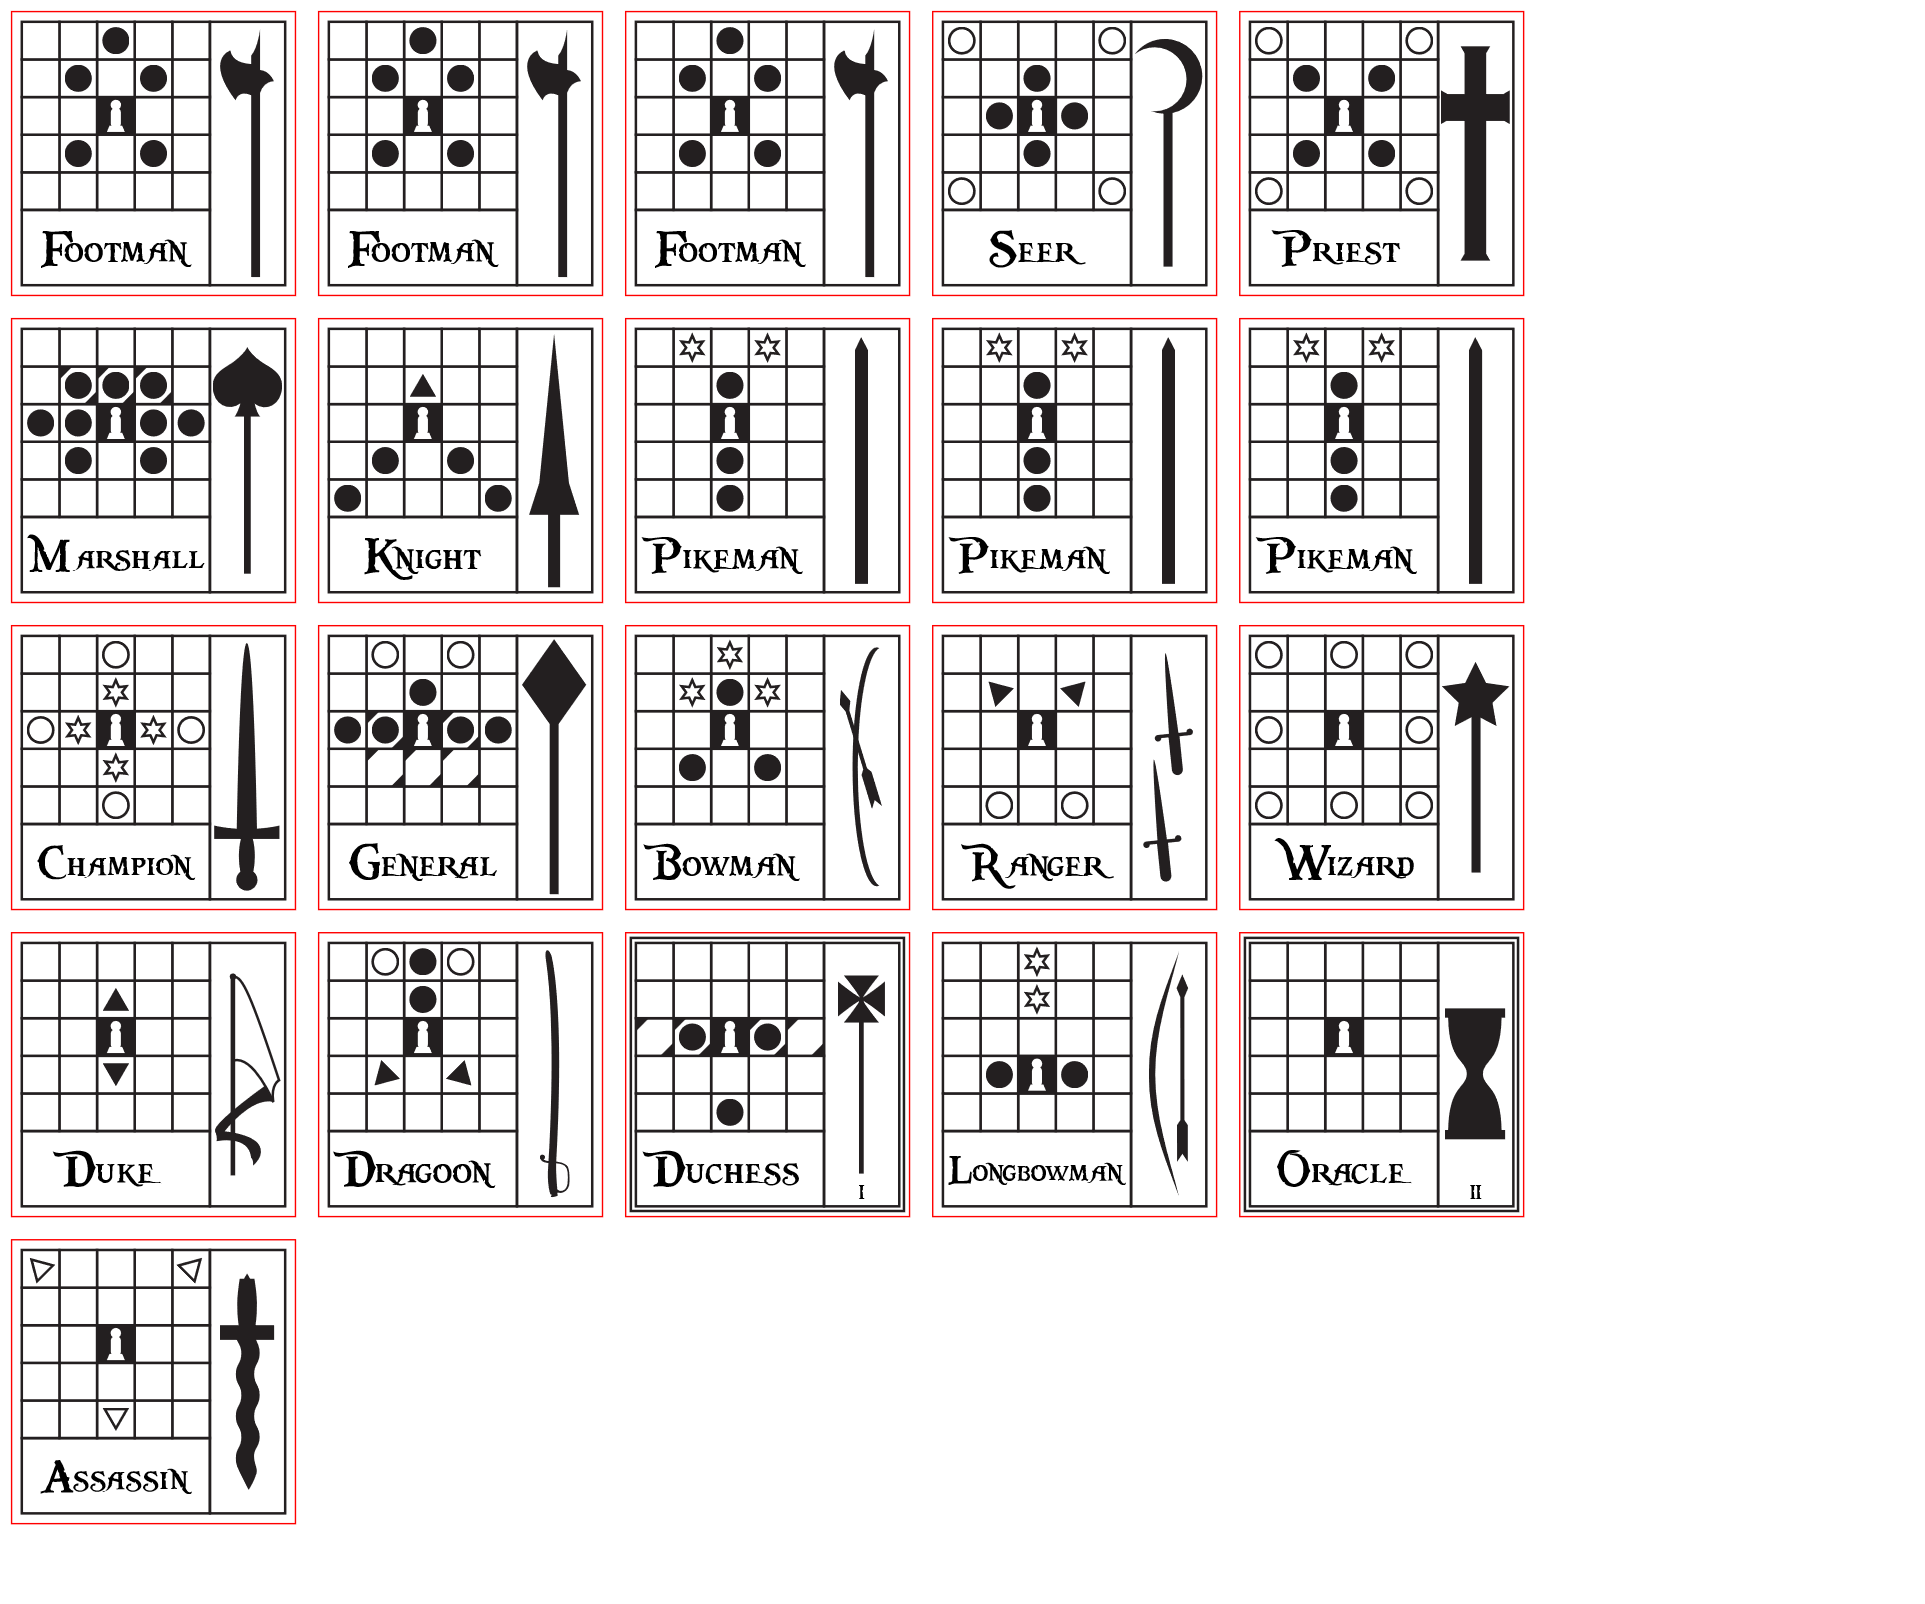 Footman
Footman
Footman
Seer
Priest
Marshall
Knight
Pikeman
Pikeman
Pikeman
Champion
General
Bowman
Ranger
Wizard
Duke
Dragoon
Duchess
I
Longbowman
Oracle
II
Assassin